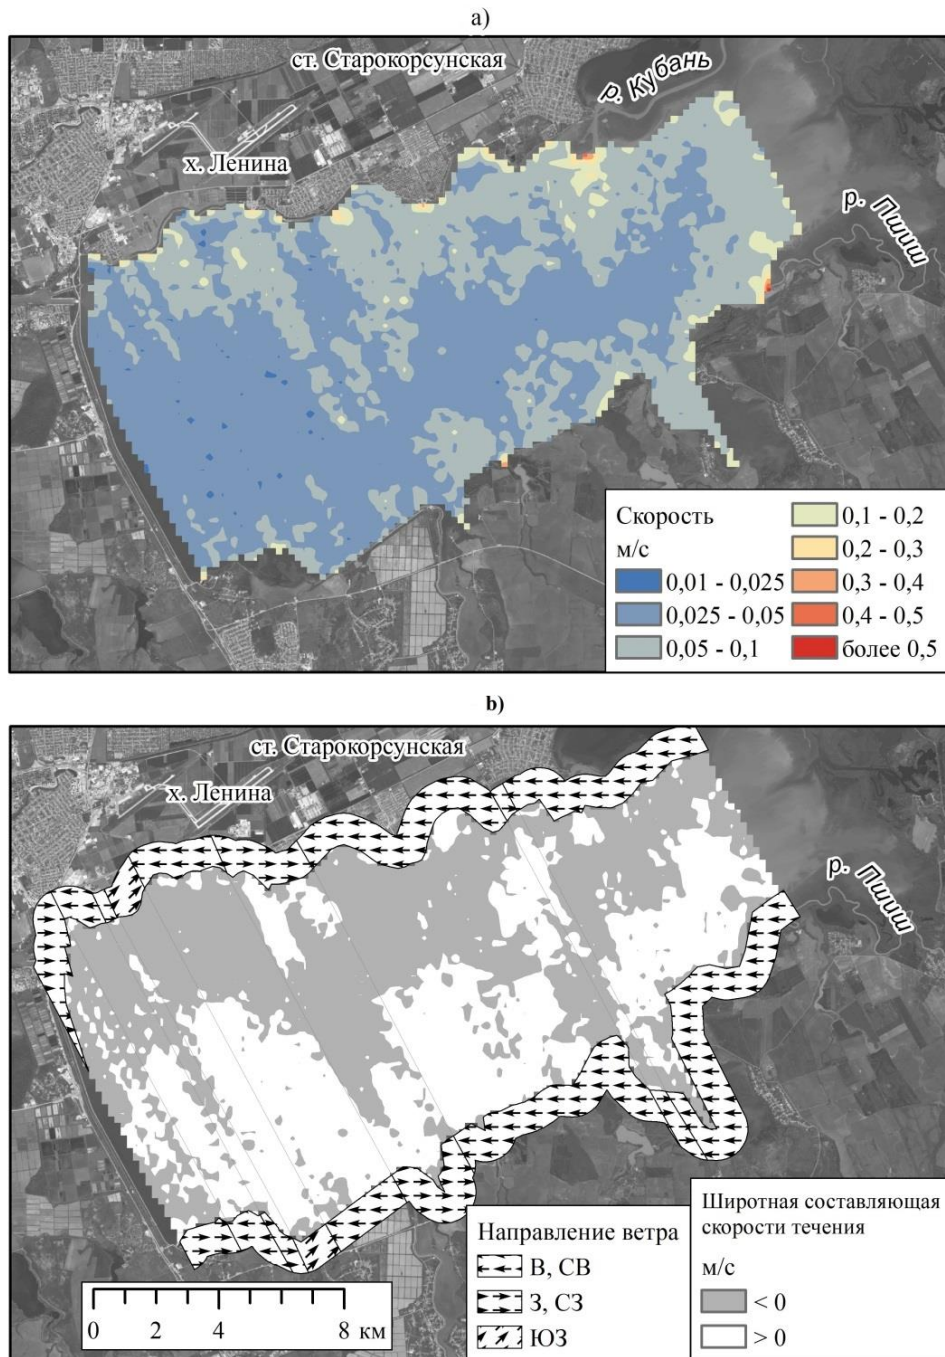 а)
ст. Старокорсунская
р. Кубань
х. Ленина
р. Пшиш
Скорость
м/с
0,01 - 0,025
0,025 - 0,05
0,05 - 0,1
0,1 - 0,2
0,2 - 0,3
0,3 - 0,4
0,4 - 0,5
более 0,5
b)
ст. Старокорсунская
х. Ленина
р. Пшиш
Направление ветра
В, СВ
З, СЗ
ЮЗ
Широтная составляющая
скорости течения
м/с
< 0
> 0
0 2 4 8 км